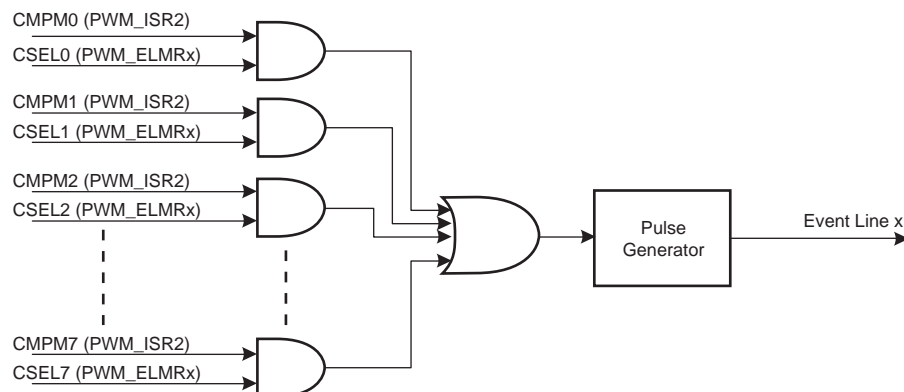 CMPM0 (PWM_ISR2)
CSEL0 (PWM_ELMRx)
CMPM1 (PWM_ISR2)
CSEL1 (PWM_ELMRx)
CMPM2 (PWM_ISR2)
CSEL2 (PWM_ELMRx)
Pulse
Generator
Event Line x
CMPM7 (PWM_ISR2)
CSEL7 (PWM_ELMRx)